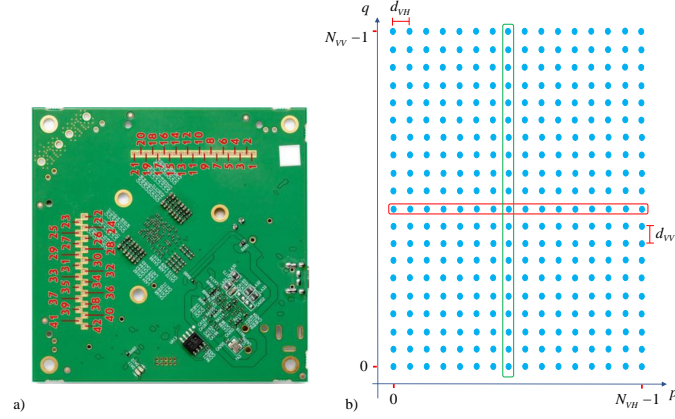 20 18 16 14 12 10 8 6 4 2
21 19 17 15 13 11 9 7 5 3 1
41 39 37 35 33 31 29 27 25 23
42 40 38 36 34 32 30 28 26 24 22
a)
q
d_VH
N_VV −1
d_VV
0
b)
0
N_VH −1
p